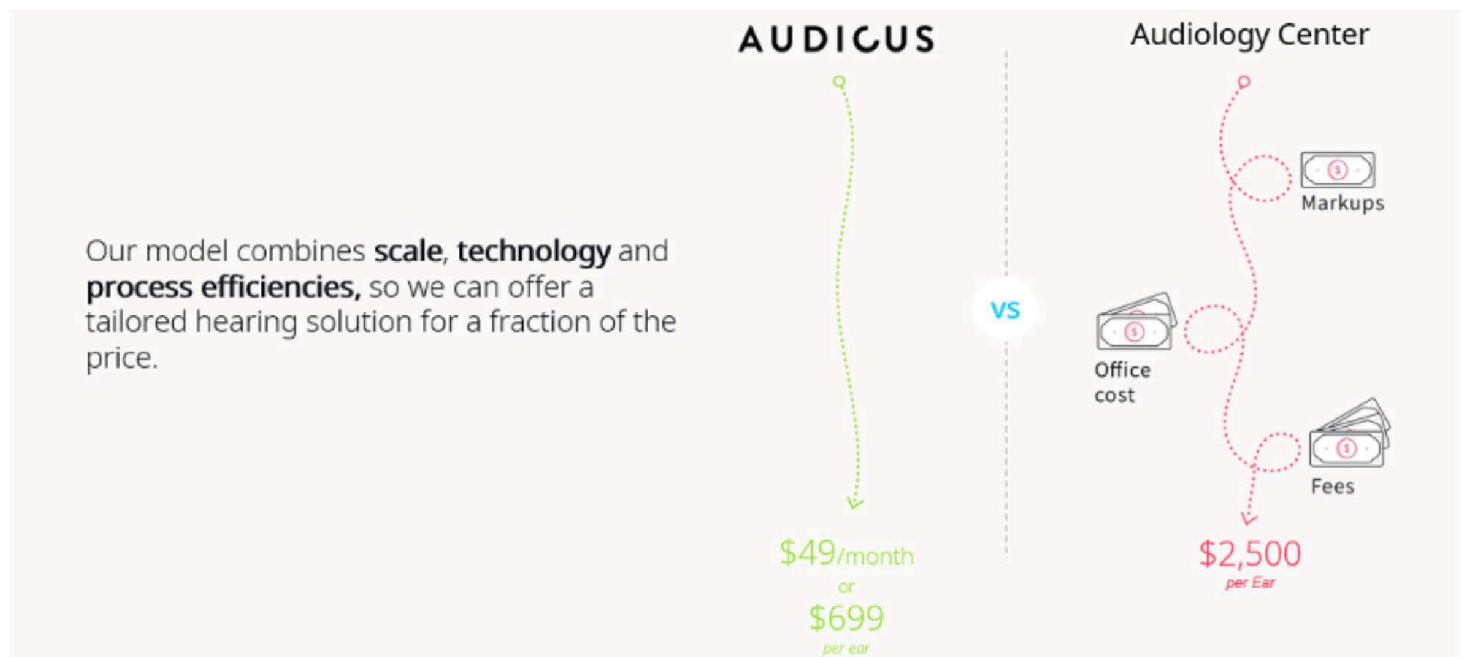 Our model combines scale, technology and
process efficiencies, so we can offer a
tailored hearing solution for a fraction of the
price.
AUDICUS
$49/month
or
$699
per ear
vs
Audiology Center
Markups
Office
cost
Fees
$2,500
per Ear